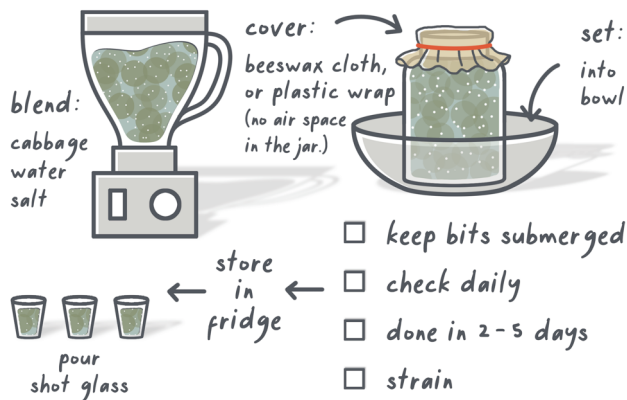 blend:
cabbage
water
salt
cover:
beeswax cloth,
or plastic wrap
(no air space
in the jar.)
set:
into
bowl
keep bits submerged
check daily
done in 2-5 days
strain
store
in
fridge
pour
shot glass